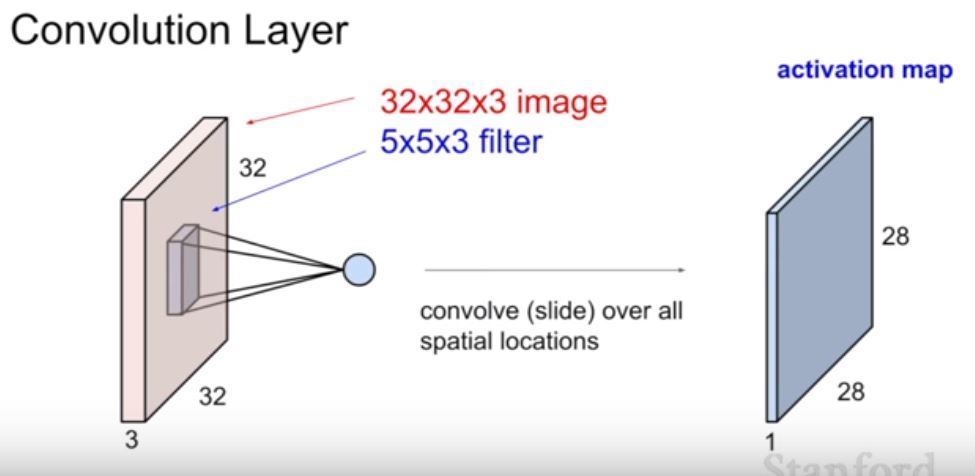 Convolution Layer
activation map
32x32x3 image
5x5x3 filter
32
28
convolve (slide) over all
spatial locations
32
28
3
1
Stanford